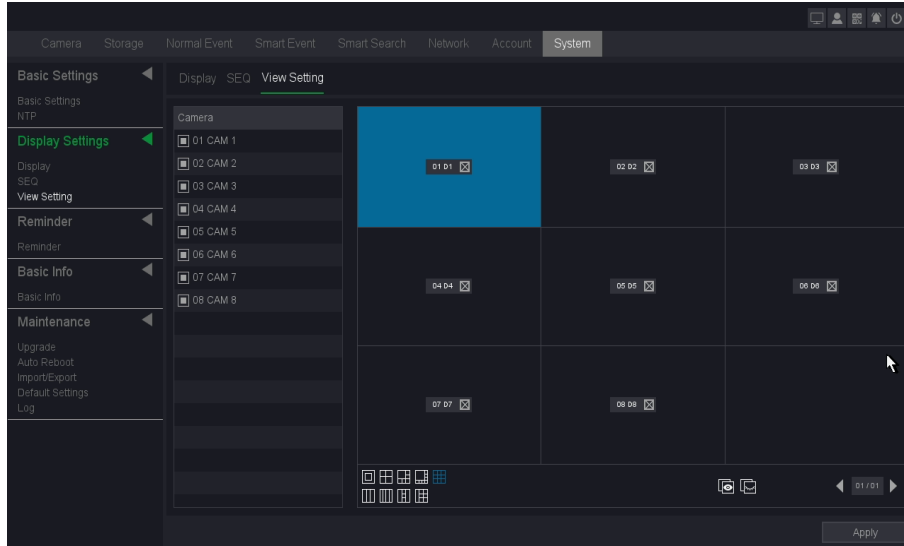 Camera Storage Normal Event Smart Event Smart Search Network Account System
Basic Settings
Basic Settings
NTP
Display Settings
Display
SEQ
View Setting
Reminder
Reminder
Basic Info
Basic Info
Maintenance
Upgrade
Auto Reboot
Import/Export
Default Settings
Log
Display SEQ View Setting
Camera
01 CAM 1
02 CAM 2
03 CAM 3
04 CAM 4
05 CAM 5
06 CAM 6
07 CAM 7
08 CAM 8
01 D1 02 D2 03 D3
04 D4 05 D5 06 D6
07 D7 08 D8
01/01
Apply